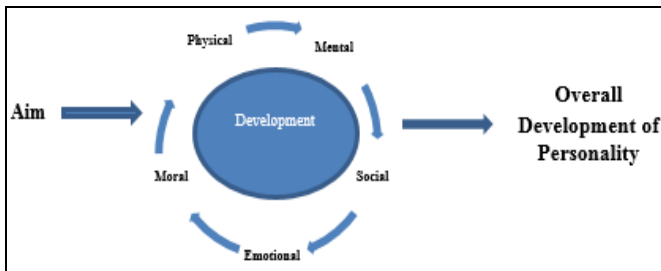 Physical
Mental
Aim
Development
Moral
Social
Emotional
Overall
Development of
Personality